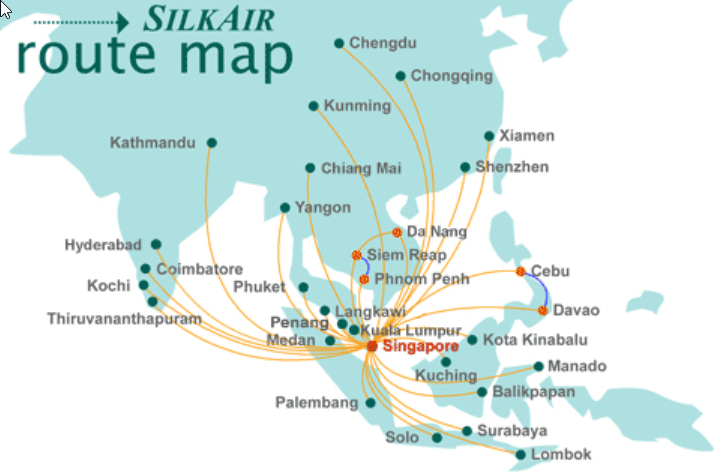 SILKAIR
route map
Chengdu
Chongqing
Kunming
Xiamen
Kathmandu
Shenzhen
Chiang Mai
Yangon
Da Nang
Hyderabad
Siem Reap
Coimbatore
Cebu
Phnom Penh
Kochi
Phuket
Davao
Langkawi
Thiruvananthapuram
Penang
Kuala Lumpur
Medan
Kota Kinabalu
Singapore
Manado
Kuching
Balikpapan
Palembang
Surabaya
Solo
Lombok